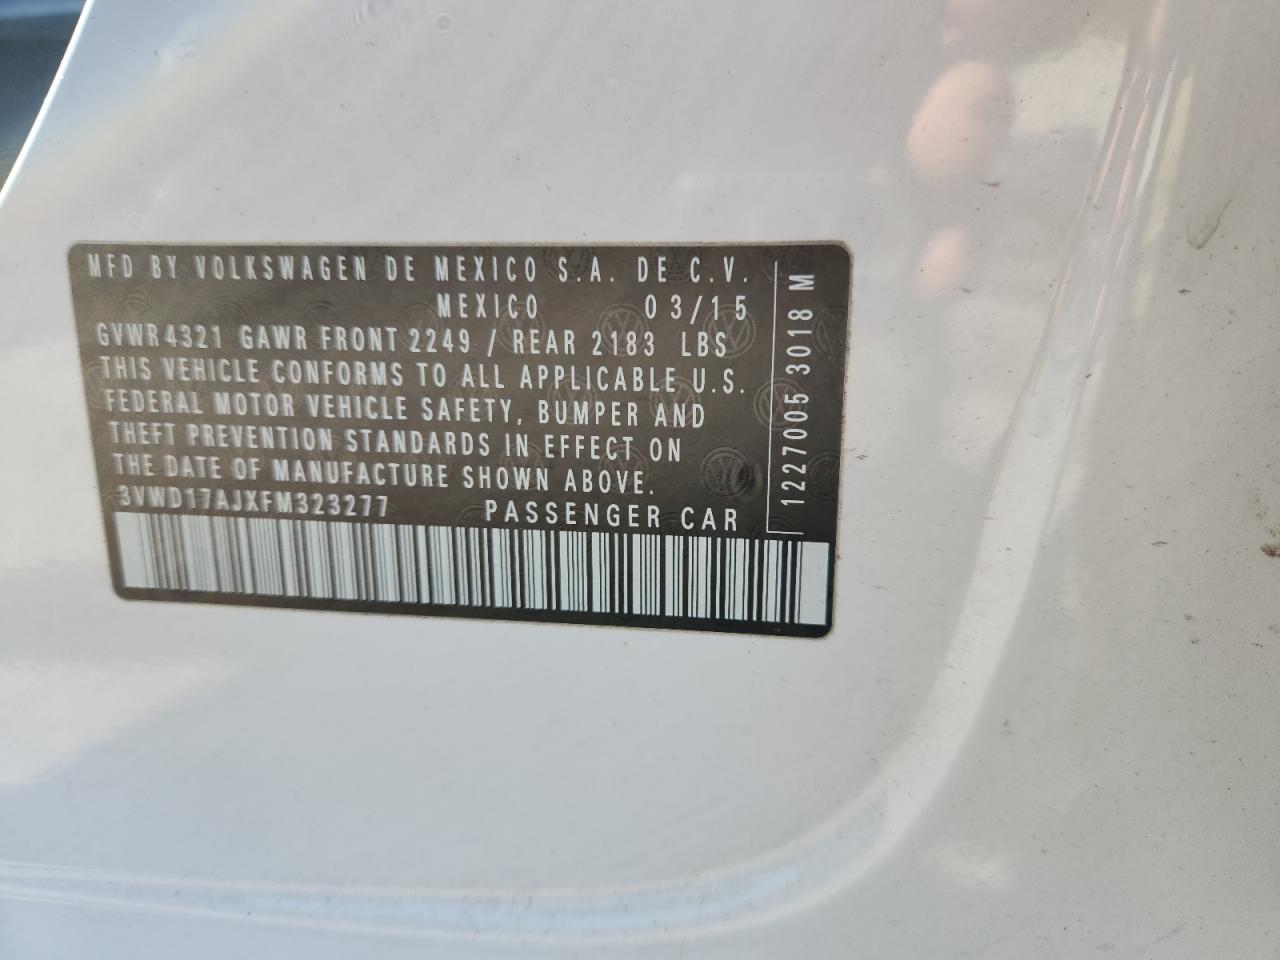 MFD BY VOLKSWAGEN DE MEXICO S.A. DE C.V.
MEXICO 03/15
GVWR 4321 GAWR FRONT 2249 / REAR 2183 LBS
THIS VEHICLE CONFORMS TO ALL APPLICABLE U.S.
FEDERAL MOTOR VEHICLE SAFETY, BUMPER AND
THEFT PREVENTION STANDARDS IN EFFECT ON
THE DATE OF MANUFACTURE SHOWN ABOVE.
3VWD17AJXFM323277 PASSENGER CAR
1227005 3018 M